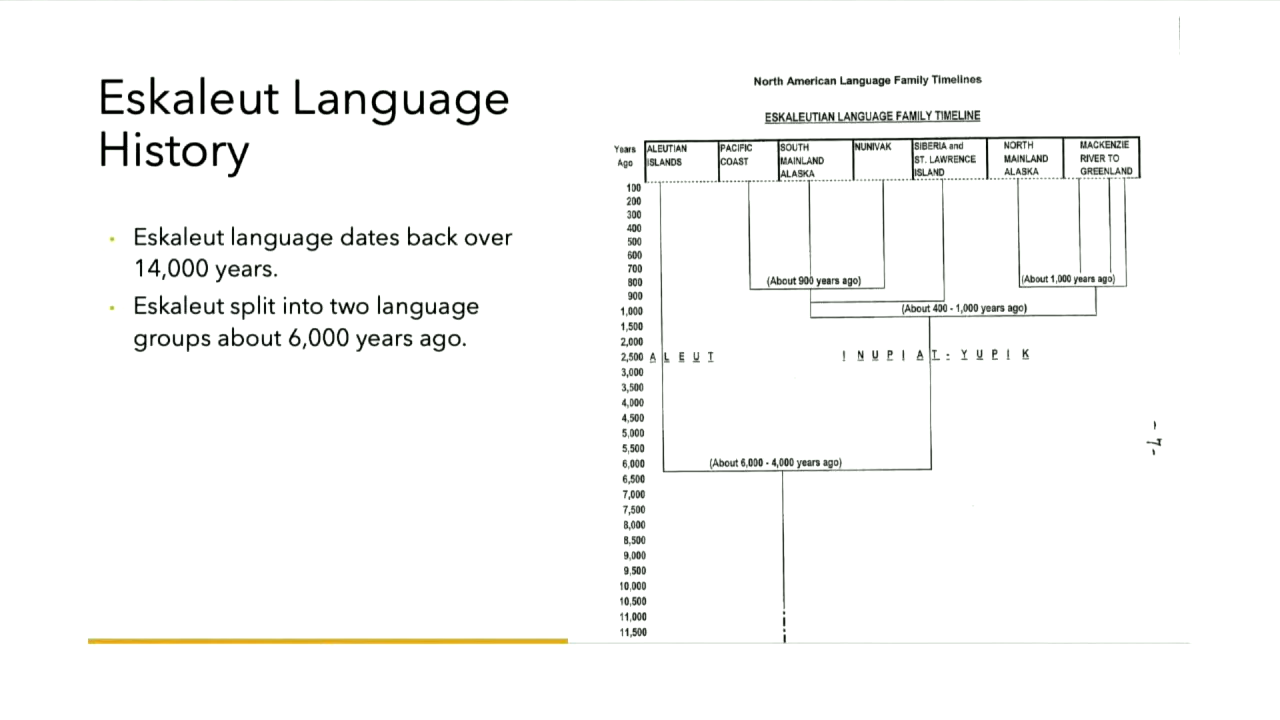 Eskaleut Language
History
• Eskaleut language dates back over
14,000 years.
• Eskaleut split into two language
groups about 6,000 years ago.
North American Language Family Timelines
ESKALEUTIAN LANGUAGE FAMILY TIMELINE
Years
Ago
ALEUTIAN
ISLANDS
PACIFIC
COAST
SOUTH
MAINLAND
ALASKA
NUNIVAK
SIBERIA and
ST. LAWRENCE
ISLAND
NORTH
MAINLAND
ALASKA
MACKENZIE
RIVER TO
GREENLAND
100
200
300
400
500
600
700
800
900
1,000
1,500
2,000
2,500
3,000
3,500
4,000
4,500
5,000
5,500
6,000
6,500
7,000
7,500
8,000
8,500
9,000
9,500
10,000
10,500
11,000
11,500
(About 900 years ago)
(About 1,000 years ago)
(About 400 - 1,000 years ago)
A L E U T
I N U P I A T : Y U P I K
(About 6,000 - 4,000 years ago)
-7-